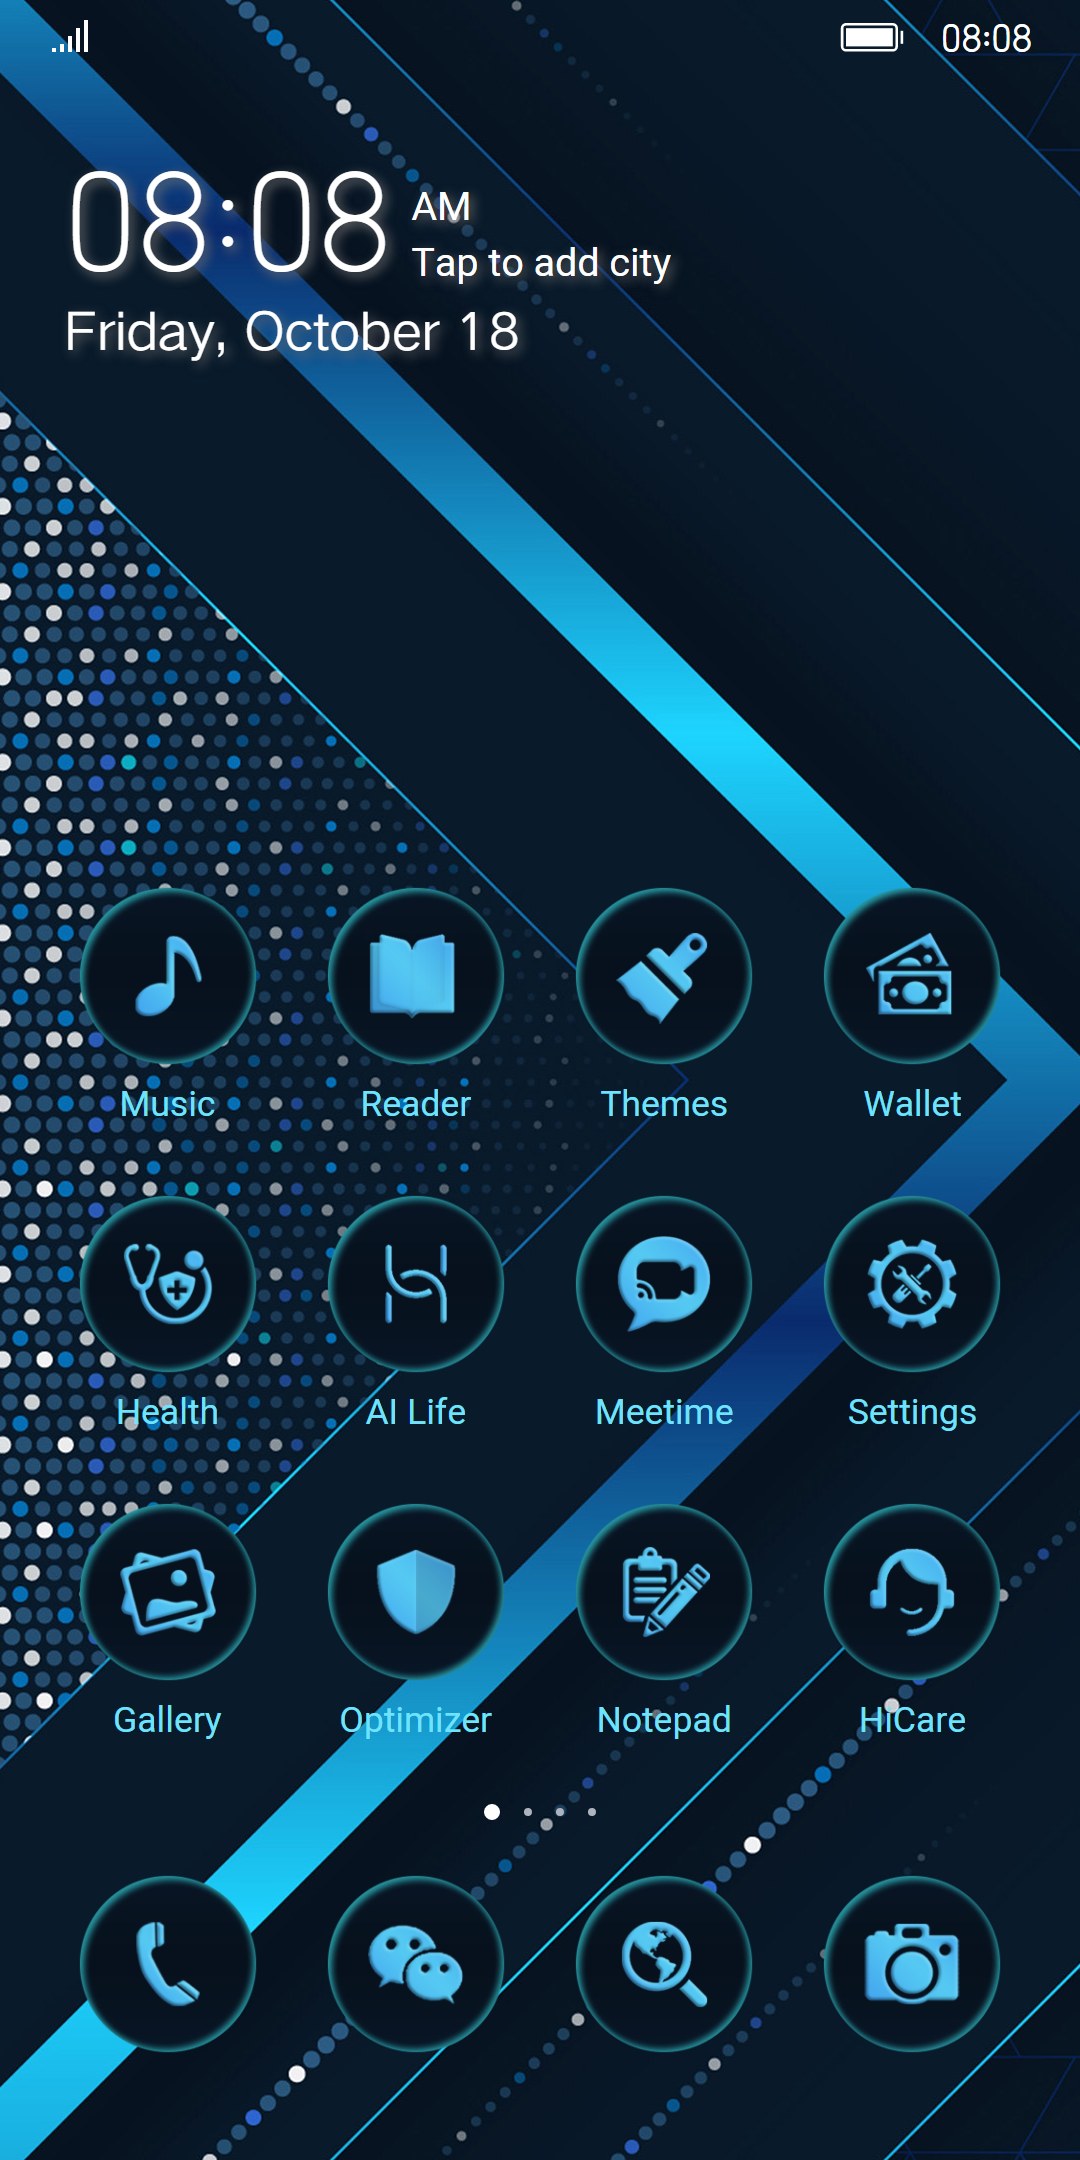 08:08
08:08 AM
Tap to add city
Friday, October 18
Music Reader Themes Wallet
Health AI Life Meetime Settings
Gallery Optimizer Notepad HiCare